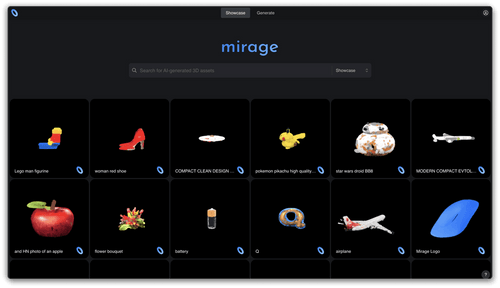 Showcase
Generate
mirage
Search for AI-generated 3D assets
Showcase
Lego man figurine
woman red shoe
COMPACT CLEAN DESIGN ...
pokemon pikachu high quality...
star wars droid BB8
MODERN COMPACT EVTOL...
and HN photo of an apple
flower bouquet
battery
Q
airplane
Mirage Logo